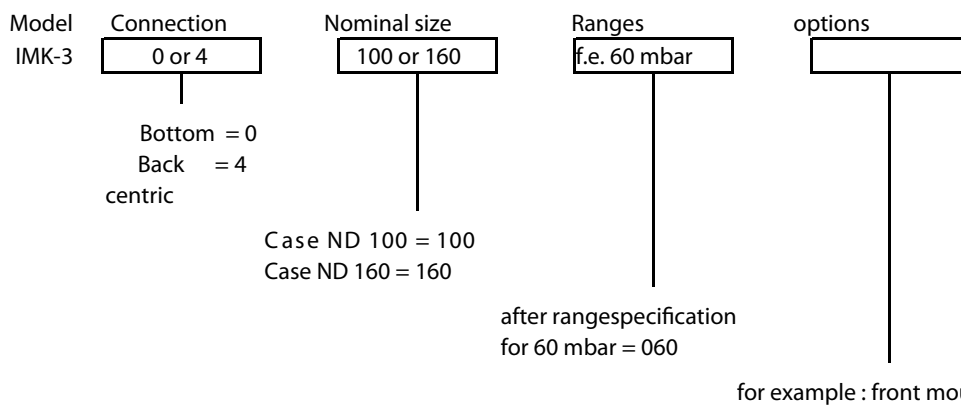 Model Connection Nominal size Ranges options
IMK-3 0 or 4 100 or 160 f.e. 60 mbar
Bottom = 0
Back = 4
centric
Case ND 100 = 100
Case ND 160 = 160
after rangespecification
for 60 mbar = 060
for example : front